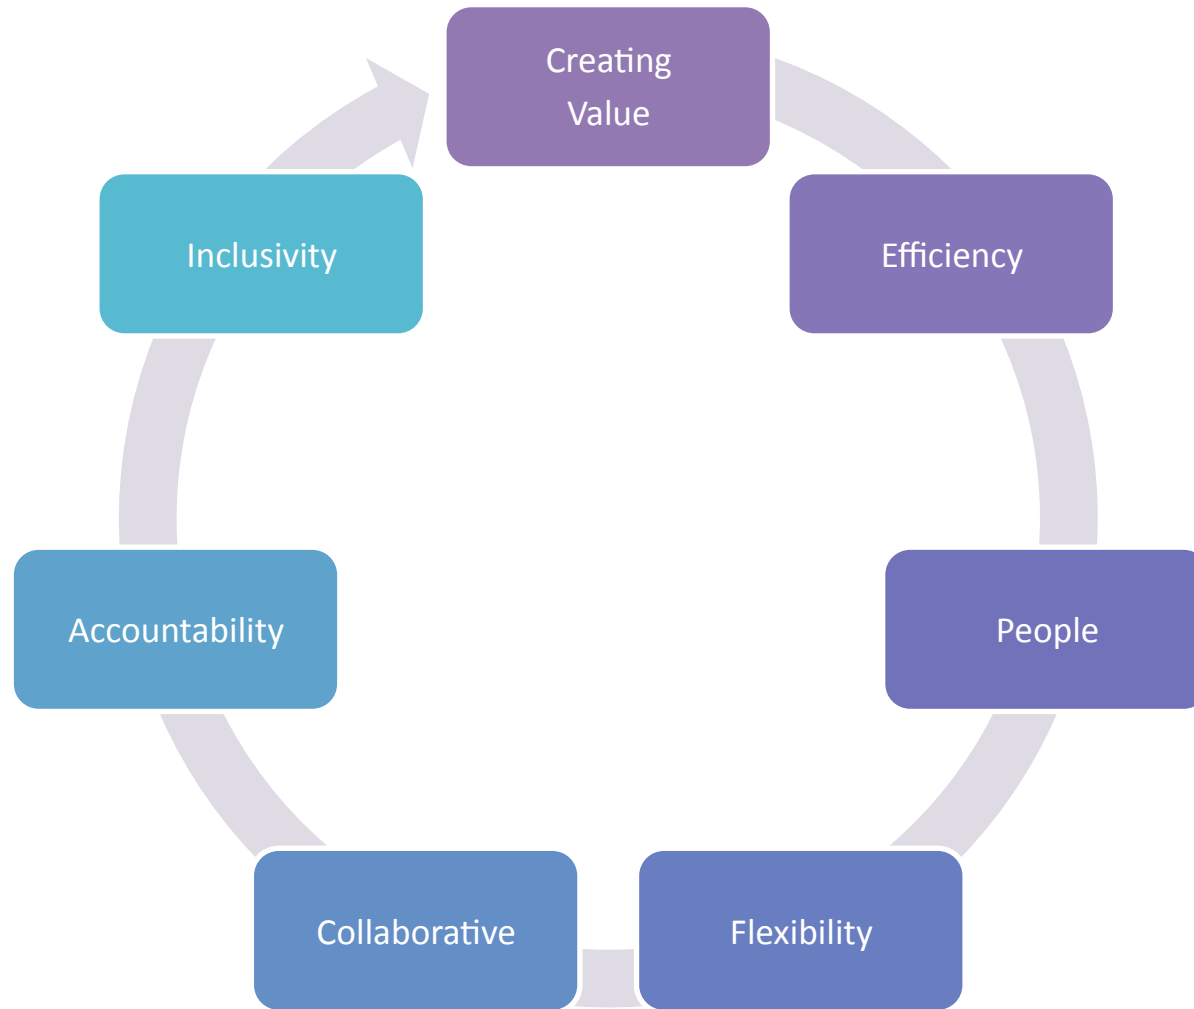 Creating
Value
Efficiency
People
Flexibility
Collaborative
Accountability
Inclusivity